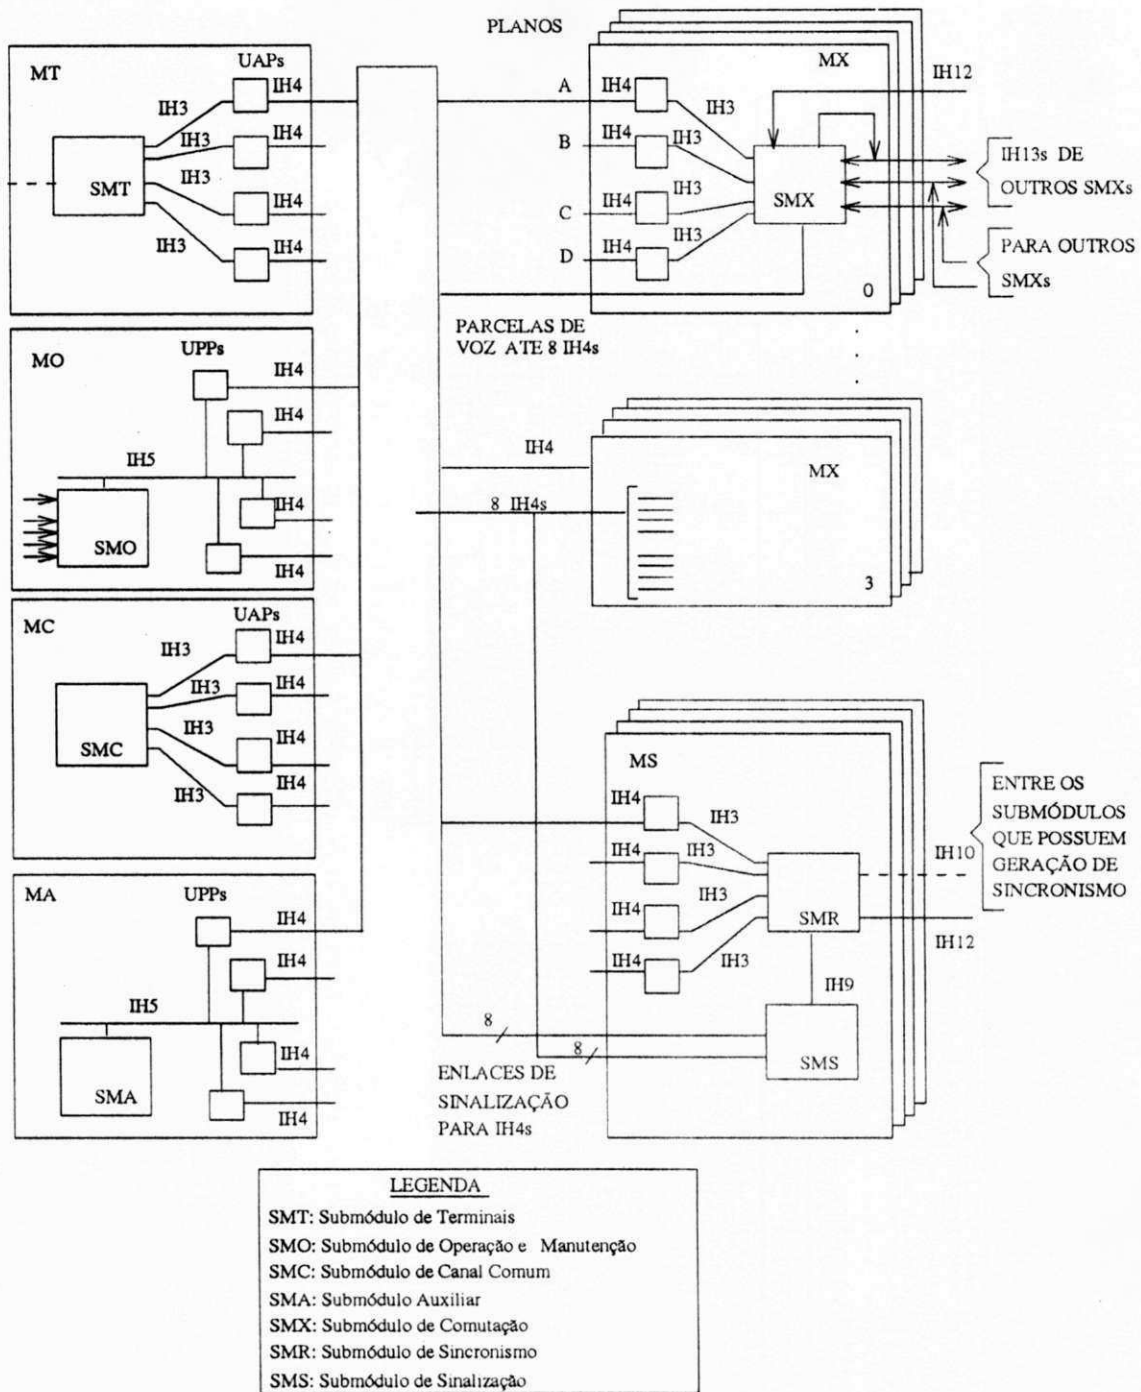 PLANOS
MT
UAPs
IH3
IH4
IH3
IH4
IH3
IH4
IH3
IH4
SMT
MX
A
IH4
IH3
IH12
B
IH4
IH3
C
IH4
IH3
D
IH4
IH3
SMX
0
IH13s DE
OUTROS SMXs
PARA OUTROS
SMXs
PARCELAS DE
VOZ ATE 8 IH4s
MO
UPPs
IH4
IH4
IH5
IH4
IH4
SMO
IH4
8 IH4s
MX
3
MC
UAPs
IH3
IH4
IH3
IH4
IH3
IH4
IH3
IH4
SMC
MS
IH4
IH3
IH4
IH3
IH4
IH3
IH4
IH3
SMR
IH10
IH12
IH9
SMS
ENTRE OS
SUBMÓDULOS
QUE POSSUEM
GERAÇÃO DE
SINCRONISMO
MA
UPPs
IH4
IH4
IH5
IH4
IH4
SMA
8
8
ENLACES DE
SINALIZAÇÃO
PARA IH4s
LEGENDA
SMT: Submódulo de Terminais
SMO: Submódulo de Operação e Manutenção
SMC: Submódulo de Canal Comum
SMA: Submódulo Auxiliar
SMX: Submódulo de Comutação
SMR: Submódulo de Sincronismo
SMS: Submódulo de Sinalização